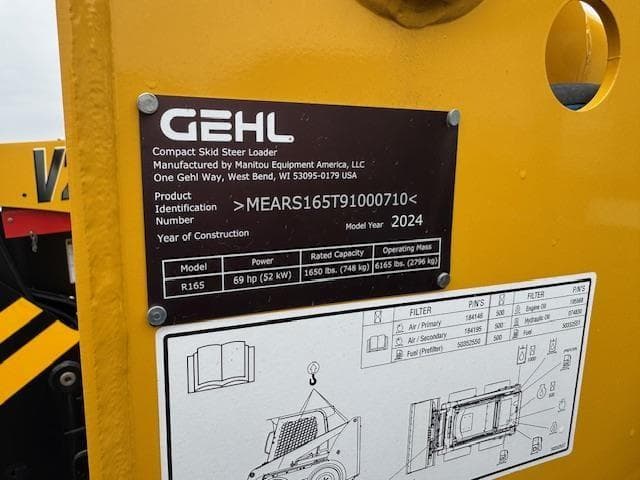 GEHL
Compact Skid Steer Loader
Manufactured by Manitou Equipment America, LLC
One Gehl Way, West Bend, WI 53095-0179 USA
Product
Identification
Number
>MEARS165T91000710<
Year of Construction
Model Year 2024
Model Power Rated Capacity Operating Mass
R165 69 hp (52 kW) 1650 lbs. (748 kg) 6165 lbs. (2796 kg)
FILTER P/N'S FILTER P/N'S
Air / Primary 184146 500 Engine Oil
Air / Secondary 184195 500 Hydraulic Oil
Fuel (Prefilter) 50352550 500 Fuel
V2